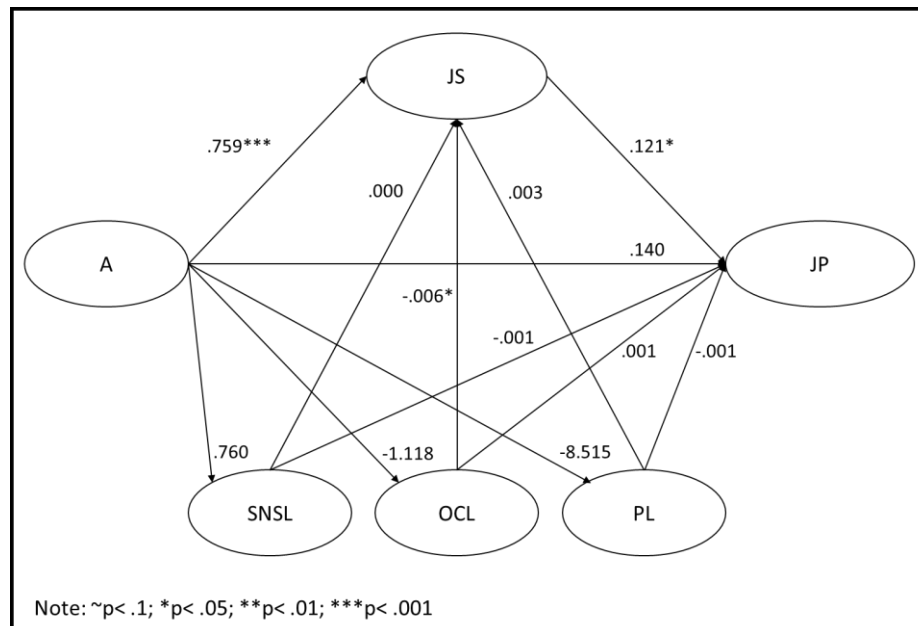 JS
.759***
.121*
.000
.003
A
.140
JP
-.006*
-.001
.001
-.001
.760
-1.118
-8.515
SNSL
OCL
PL
Note: ~p< .1; *p< .05; **p< .01; ***p< .001